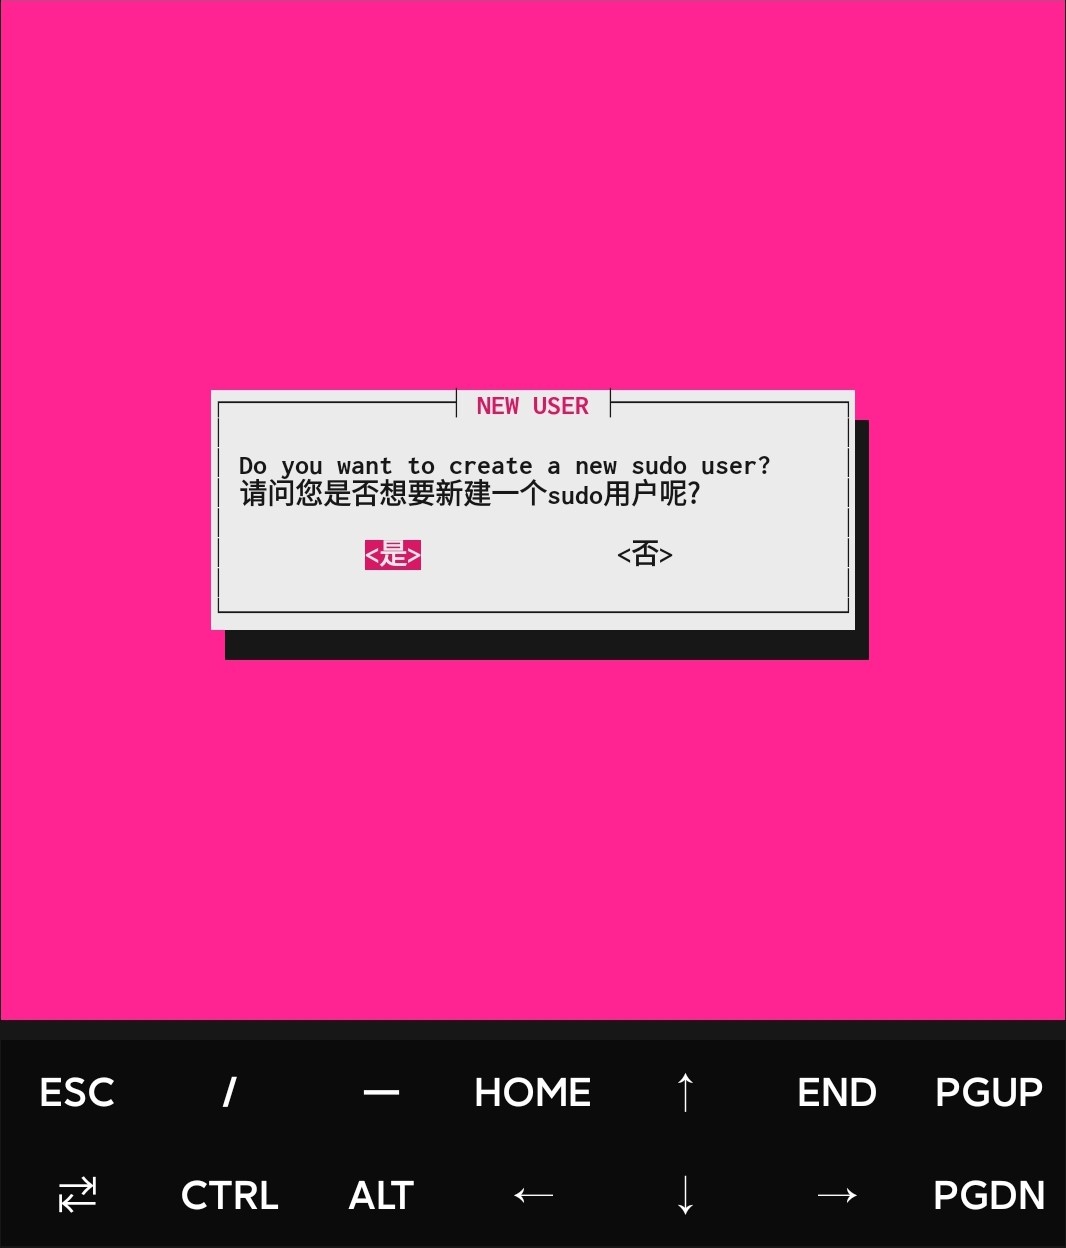 NEW USER
Do you want to create a new sudo user?
请问您是否想要新建一个sudo用户呢?
<是> <否>
ESC / — HOME ↑ END PGUP
⇄ CTRL ALT ← ↓ → PGDN